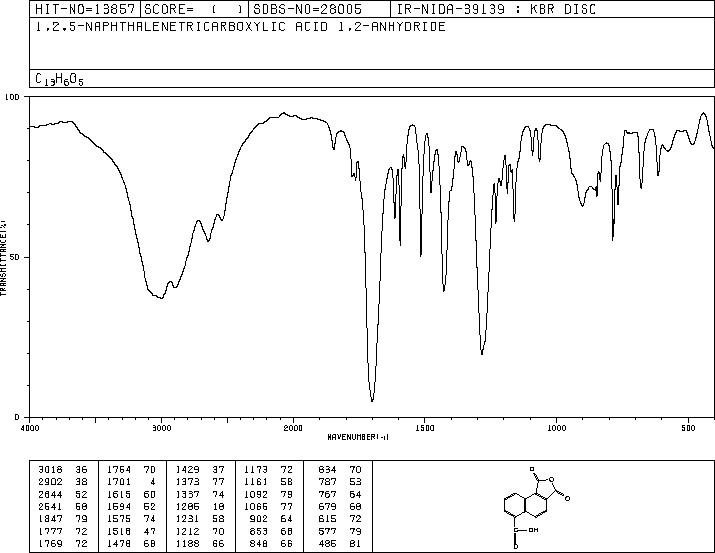 HIT-NO=13857 SCORE= ( ) SDBS-NO=28005 IR-NIDA-39139 : KBR DISC
1,2,5-NAPHTHALENETRICARBOXYLIC ACID 1,2-ANHYDRIDE
C13H6O5
100
50
0
TRANSMITTANCE(%)
4000 3000 2000 1500 1000 500
WAVENUMBER(-1)
3018 36 1764 70 1429 37 1173 72 834 70
2902 38 1701 4 1373 77 1161 58 787 53
2644 52 1615 60 1337 74 1092 79 767 64
2541 60 1594 52 1285 18 1066 77 679 68
1847 79 1575 74 1231 58 902 64 615 72
1777 72 1518 47 1212 70 853 68 577 79
1769 72 1478 68 1188 66 848 66 486 81
O
O
O
C OH
O